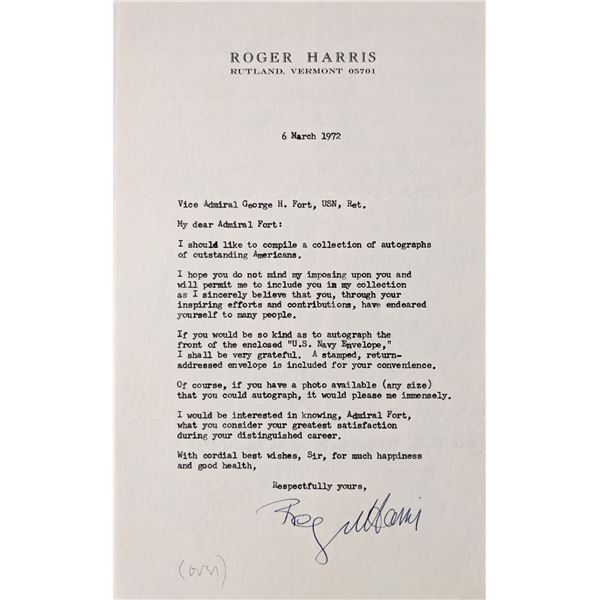 ROGER HARRIS
RUTLAND, VERMONT 05701
6 March 1972
Vice Admiral George H. Fort, USN, Ret.
My dear Admiral Fort:
I should like to compile a collection of autographs
of outstanding Americans.
I hope you do not mind my imposing upon you and
will permit me to include you in my collection
as I sincerely believe that you, through your
inspiring efforts and contributions, have endeared
yourself to many people.
If you would be so kind as to autograph the
front of the enclosed "U.S. Navy Envelope,"
I shall be very grateful. A stamped, return-
addressed envelope is included for your convenience.
Of course, if you have a photo available (any size)
that you could autograph, it would please me immensely.
I would be interested in knowing, Admiral Fort,
what you consider your greatest satisfaction
during your distinguished career.
With cordial best wishes, Sir, for much happiness
and good health,
Respectfully yours,
Roger Harris
(over)